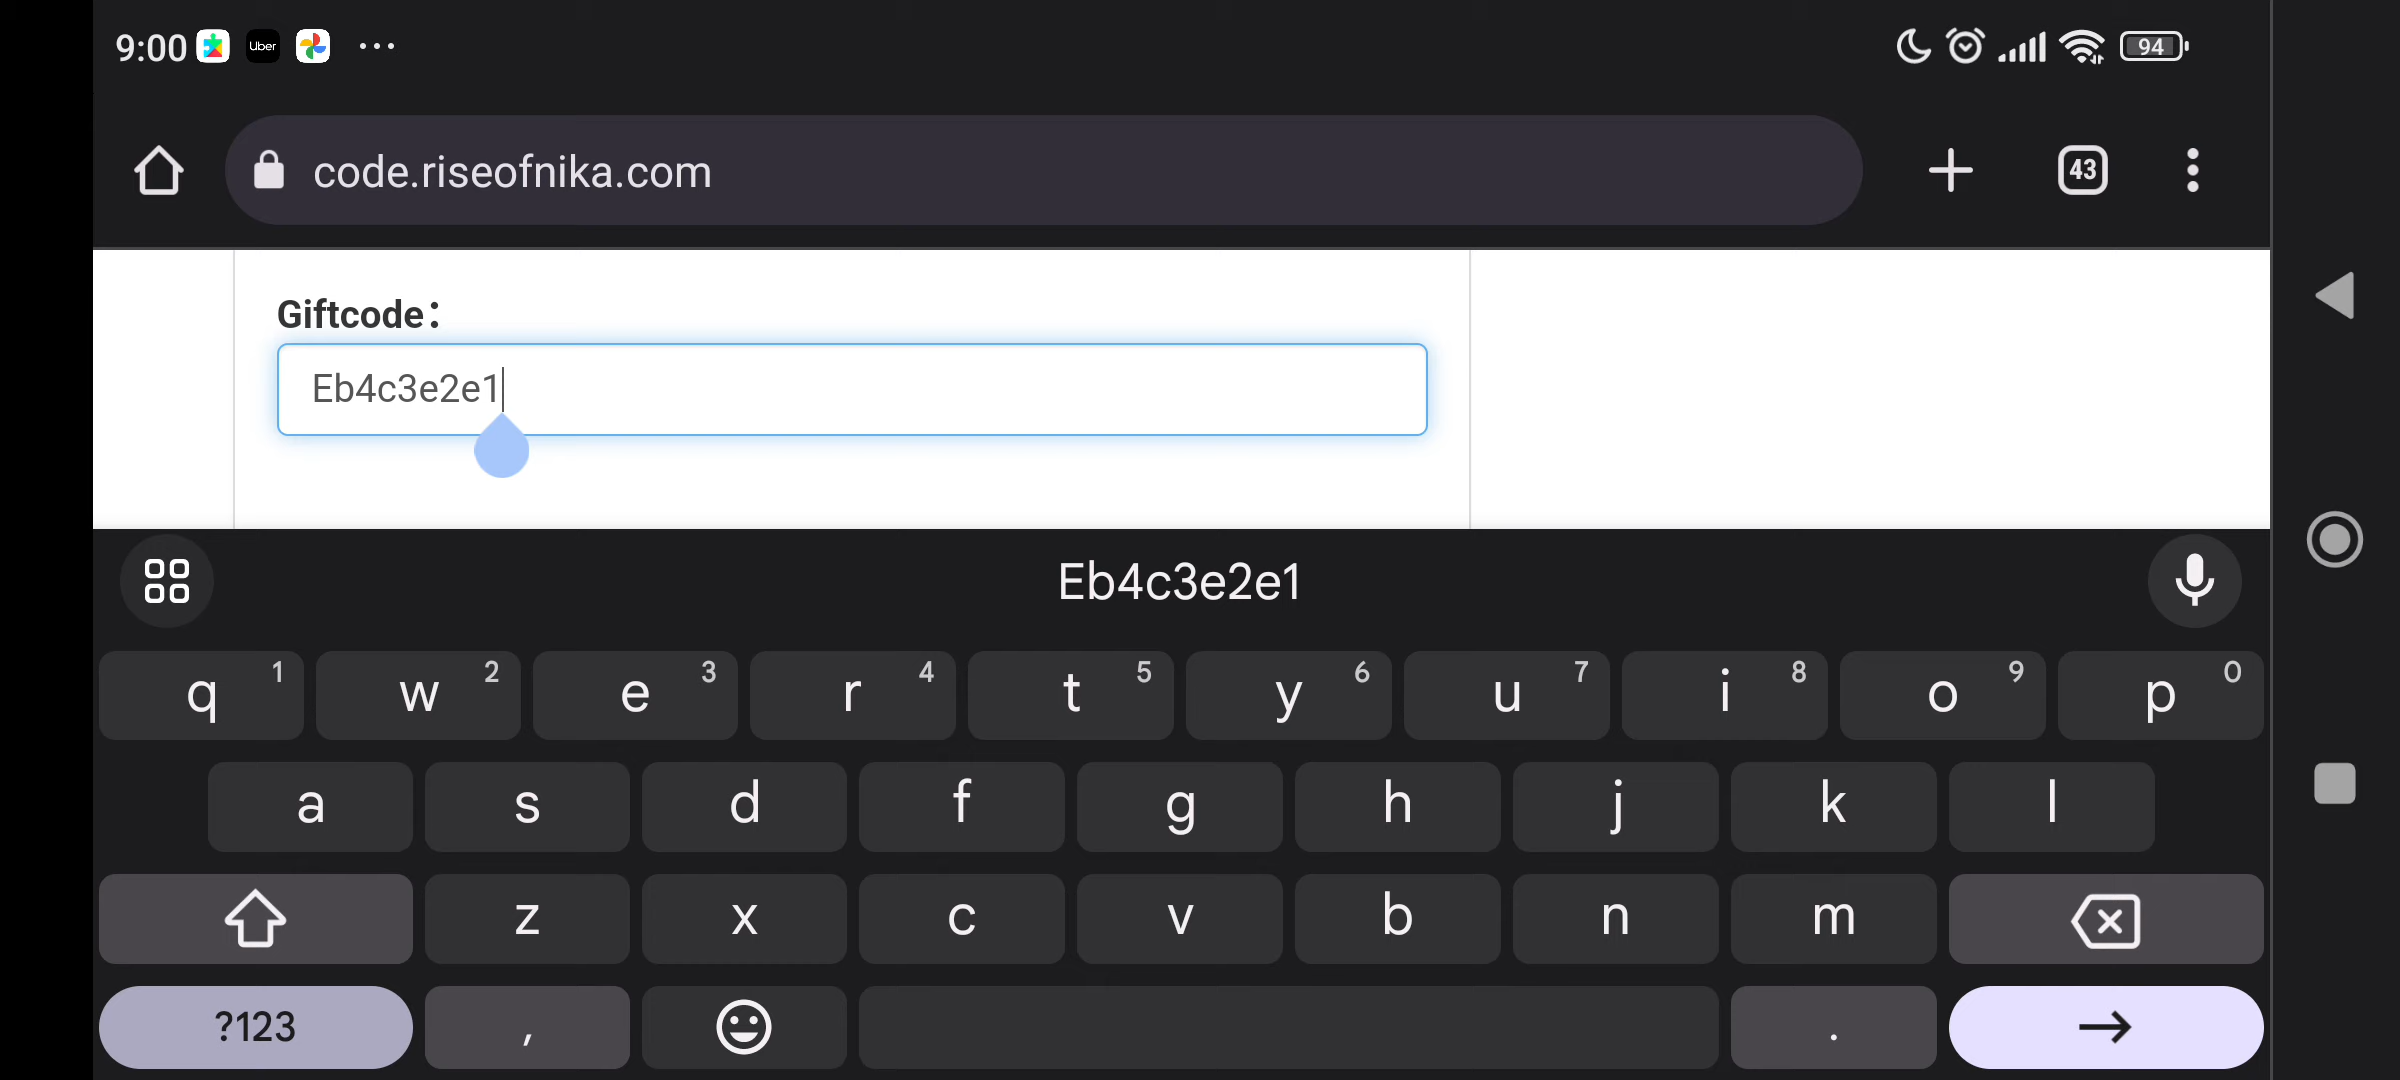 9:00 Uber ... 94
code.riseofnika.com 43
Giftcode:
Eb4c3e2e1
Eb4c3e2e1
q 1 w 2 e 3 r 4 t 5 y 6 u 7 i 8 o 9 p 0
a s d f g h j k l
z x c v b n m
?123 , .